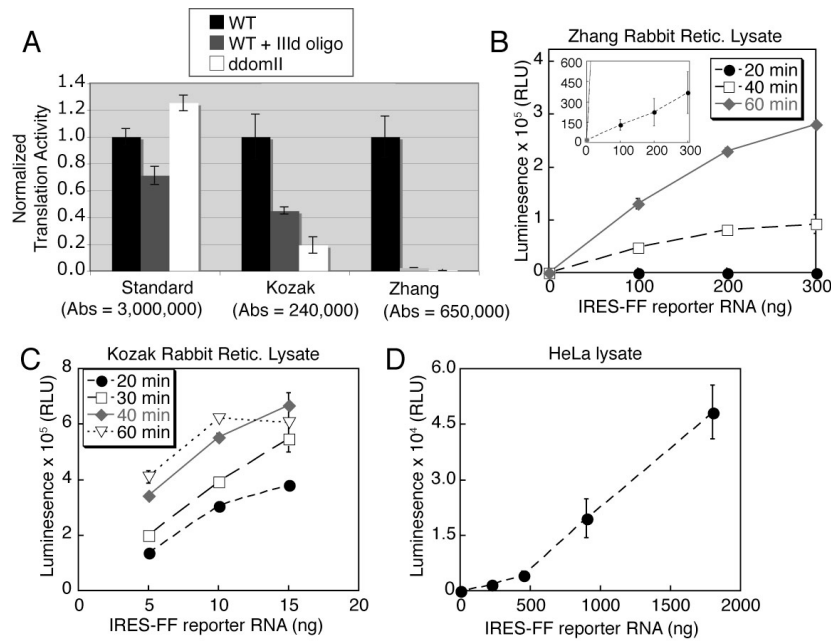 A
WT
WT + IIId oligo
ddomII
Normalized
Translation Activity
1.4
1.2
1.0
0.8
0.6
0.4
0.2
0.0
Standard
Kozak
Zhang
(Abs = 3,000,000)
(Abs = 240,000)
(Abs = 650,000)
B
Zhang Rabbit Retic. Lysate
Luminesence x 10⁵ (RLU)
4
3
2
1
0
600
450
300
150
0
100
200
300
20 min
40 min
60 min
0
100
200
300
IRES-FF reporter RNA (ng)
C
Kozak Rabbit Retic. Lysate
Luminesence x 10⁵ (RLU)
8
6
4
2
0
20 min
30 min
40 min
60 min
0
5
10
15
20
IRES-FF reporter RNA (ng)
D
HeLa lysate
Luminesence x 10⁴ (RLU)
6.0
4.5
3.0
1.5
0
0
500
1000
1500
2000
IRES-FF reporter RNA (ng)